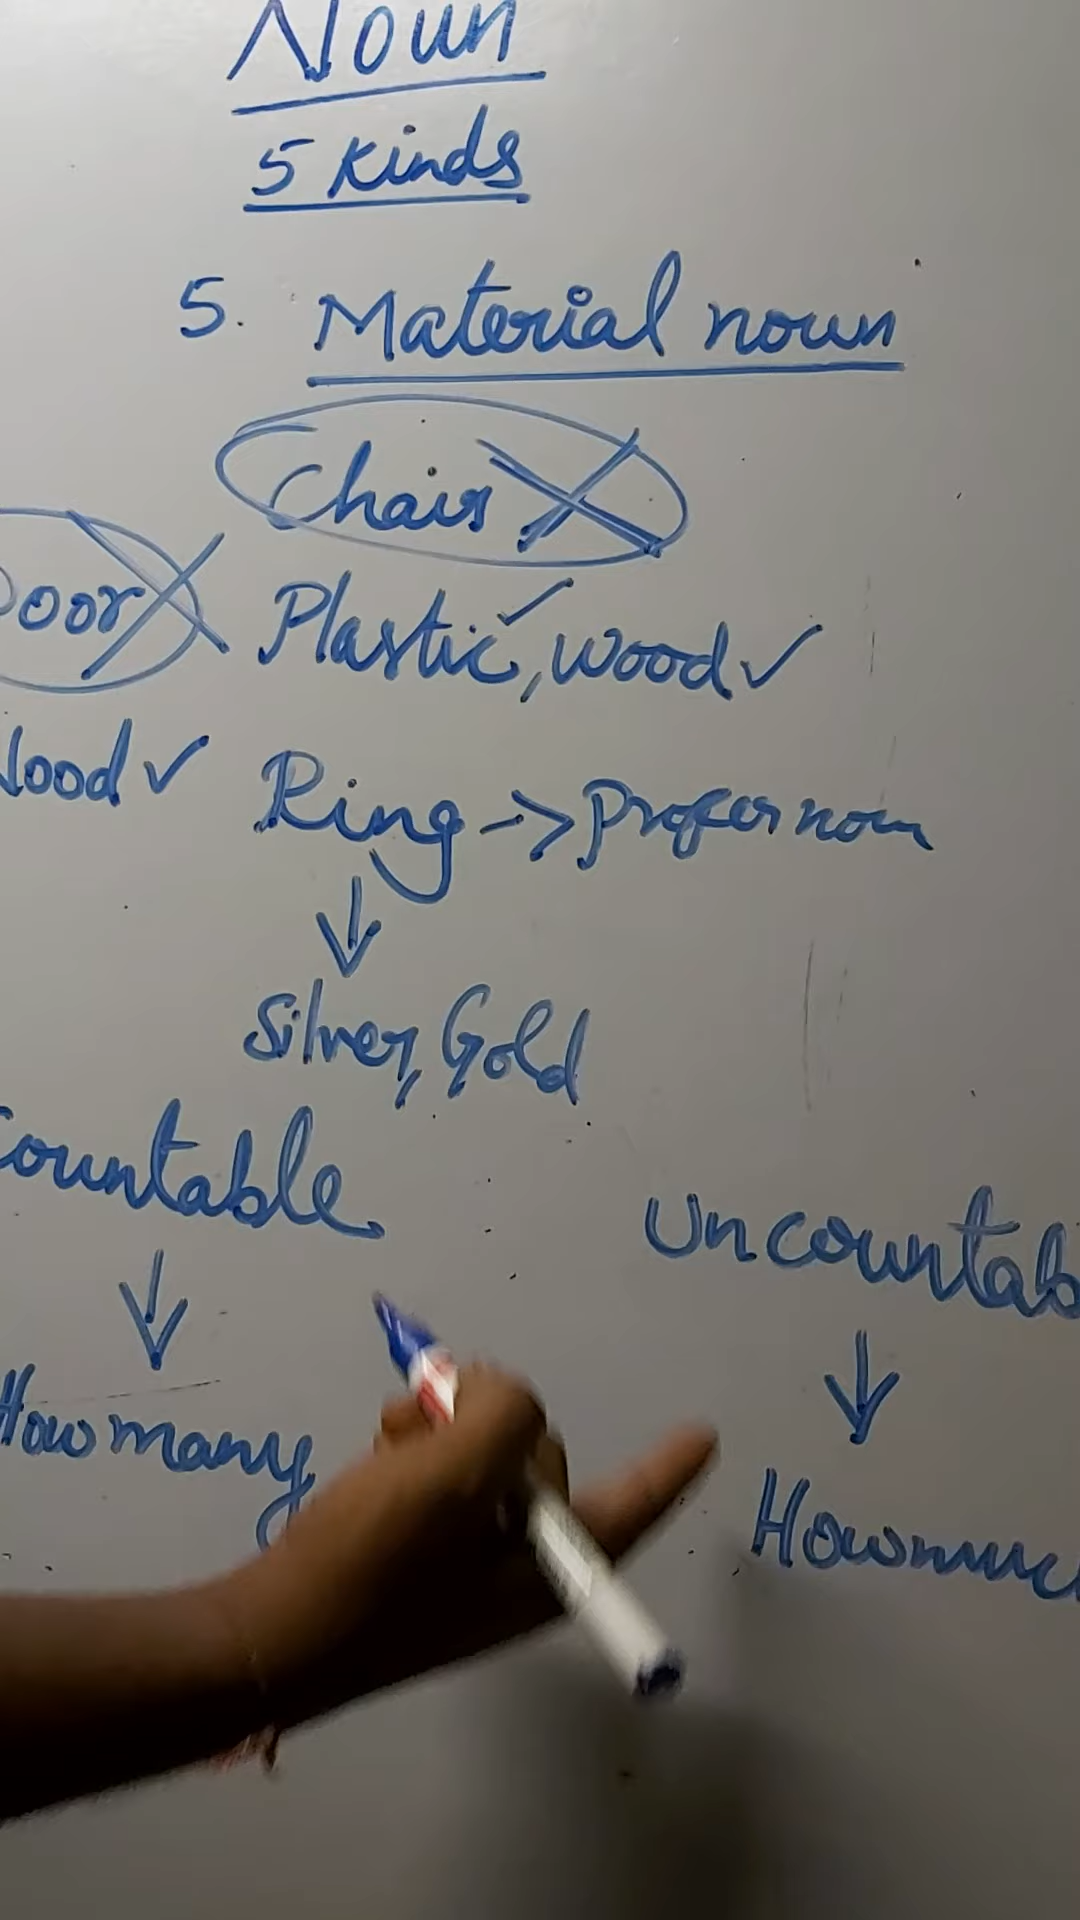 Noun
5 Kinds
5. Material noun
Chair
Door Plastic, wood
Wood Ring -> Proper noun
Silver, Gold
Countable Uncountab
How many How muc